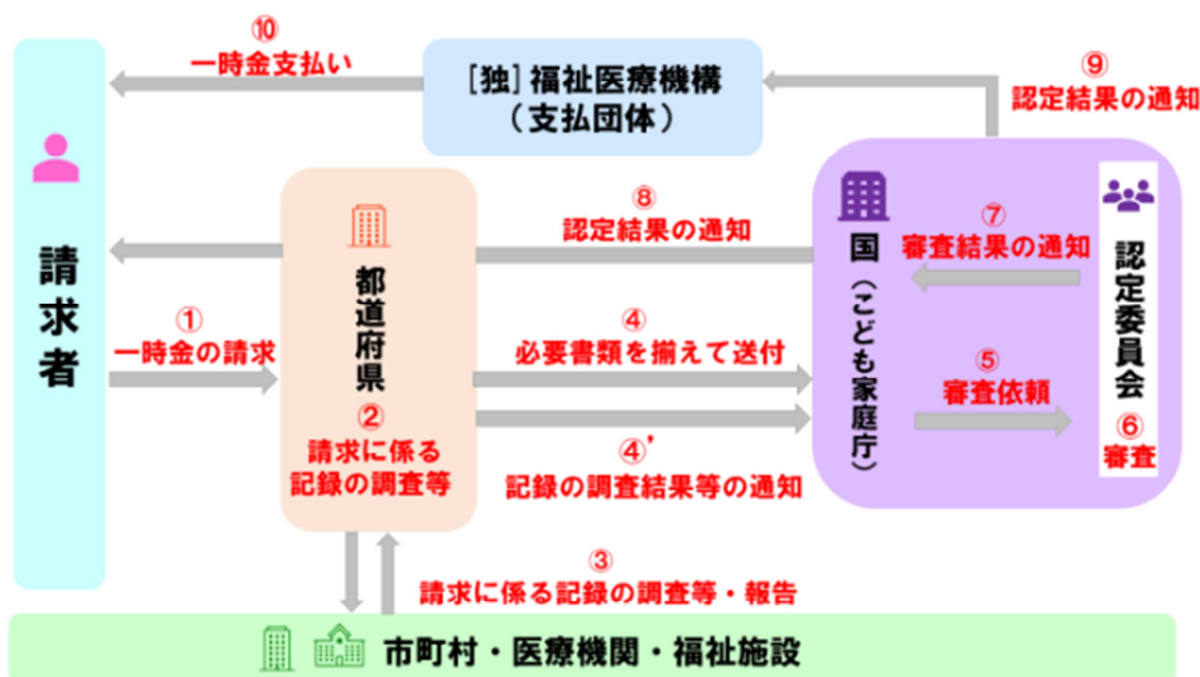 ⑩
一時金支払い
[独]福祉医療機構
（支払団体）
⑨
認定結果の通知
請求者
都道府県
②
請求に係る
記録の調査等
①
一時金の請求
⑧
認定結果の通知
④
必要書類を揃えて送付
④'
記録の調査結果等の通知
国（こども家庭庁）
⑦
審査結果の通知
⑤
審査依頼
認定委員会
⑥
審査
③
請求に係る記録の調査等・報告
市町村・医療機関・福祉施設